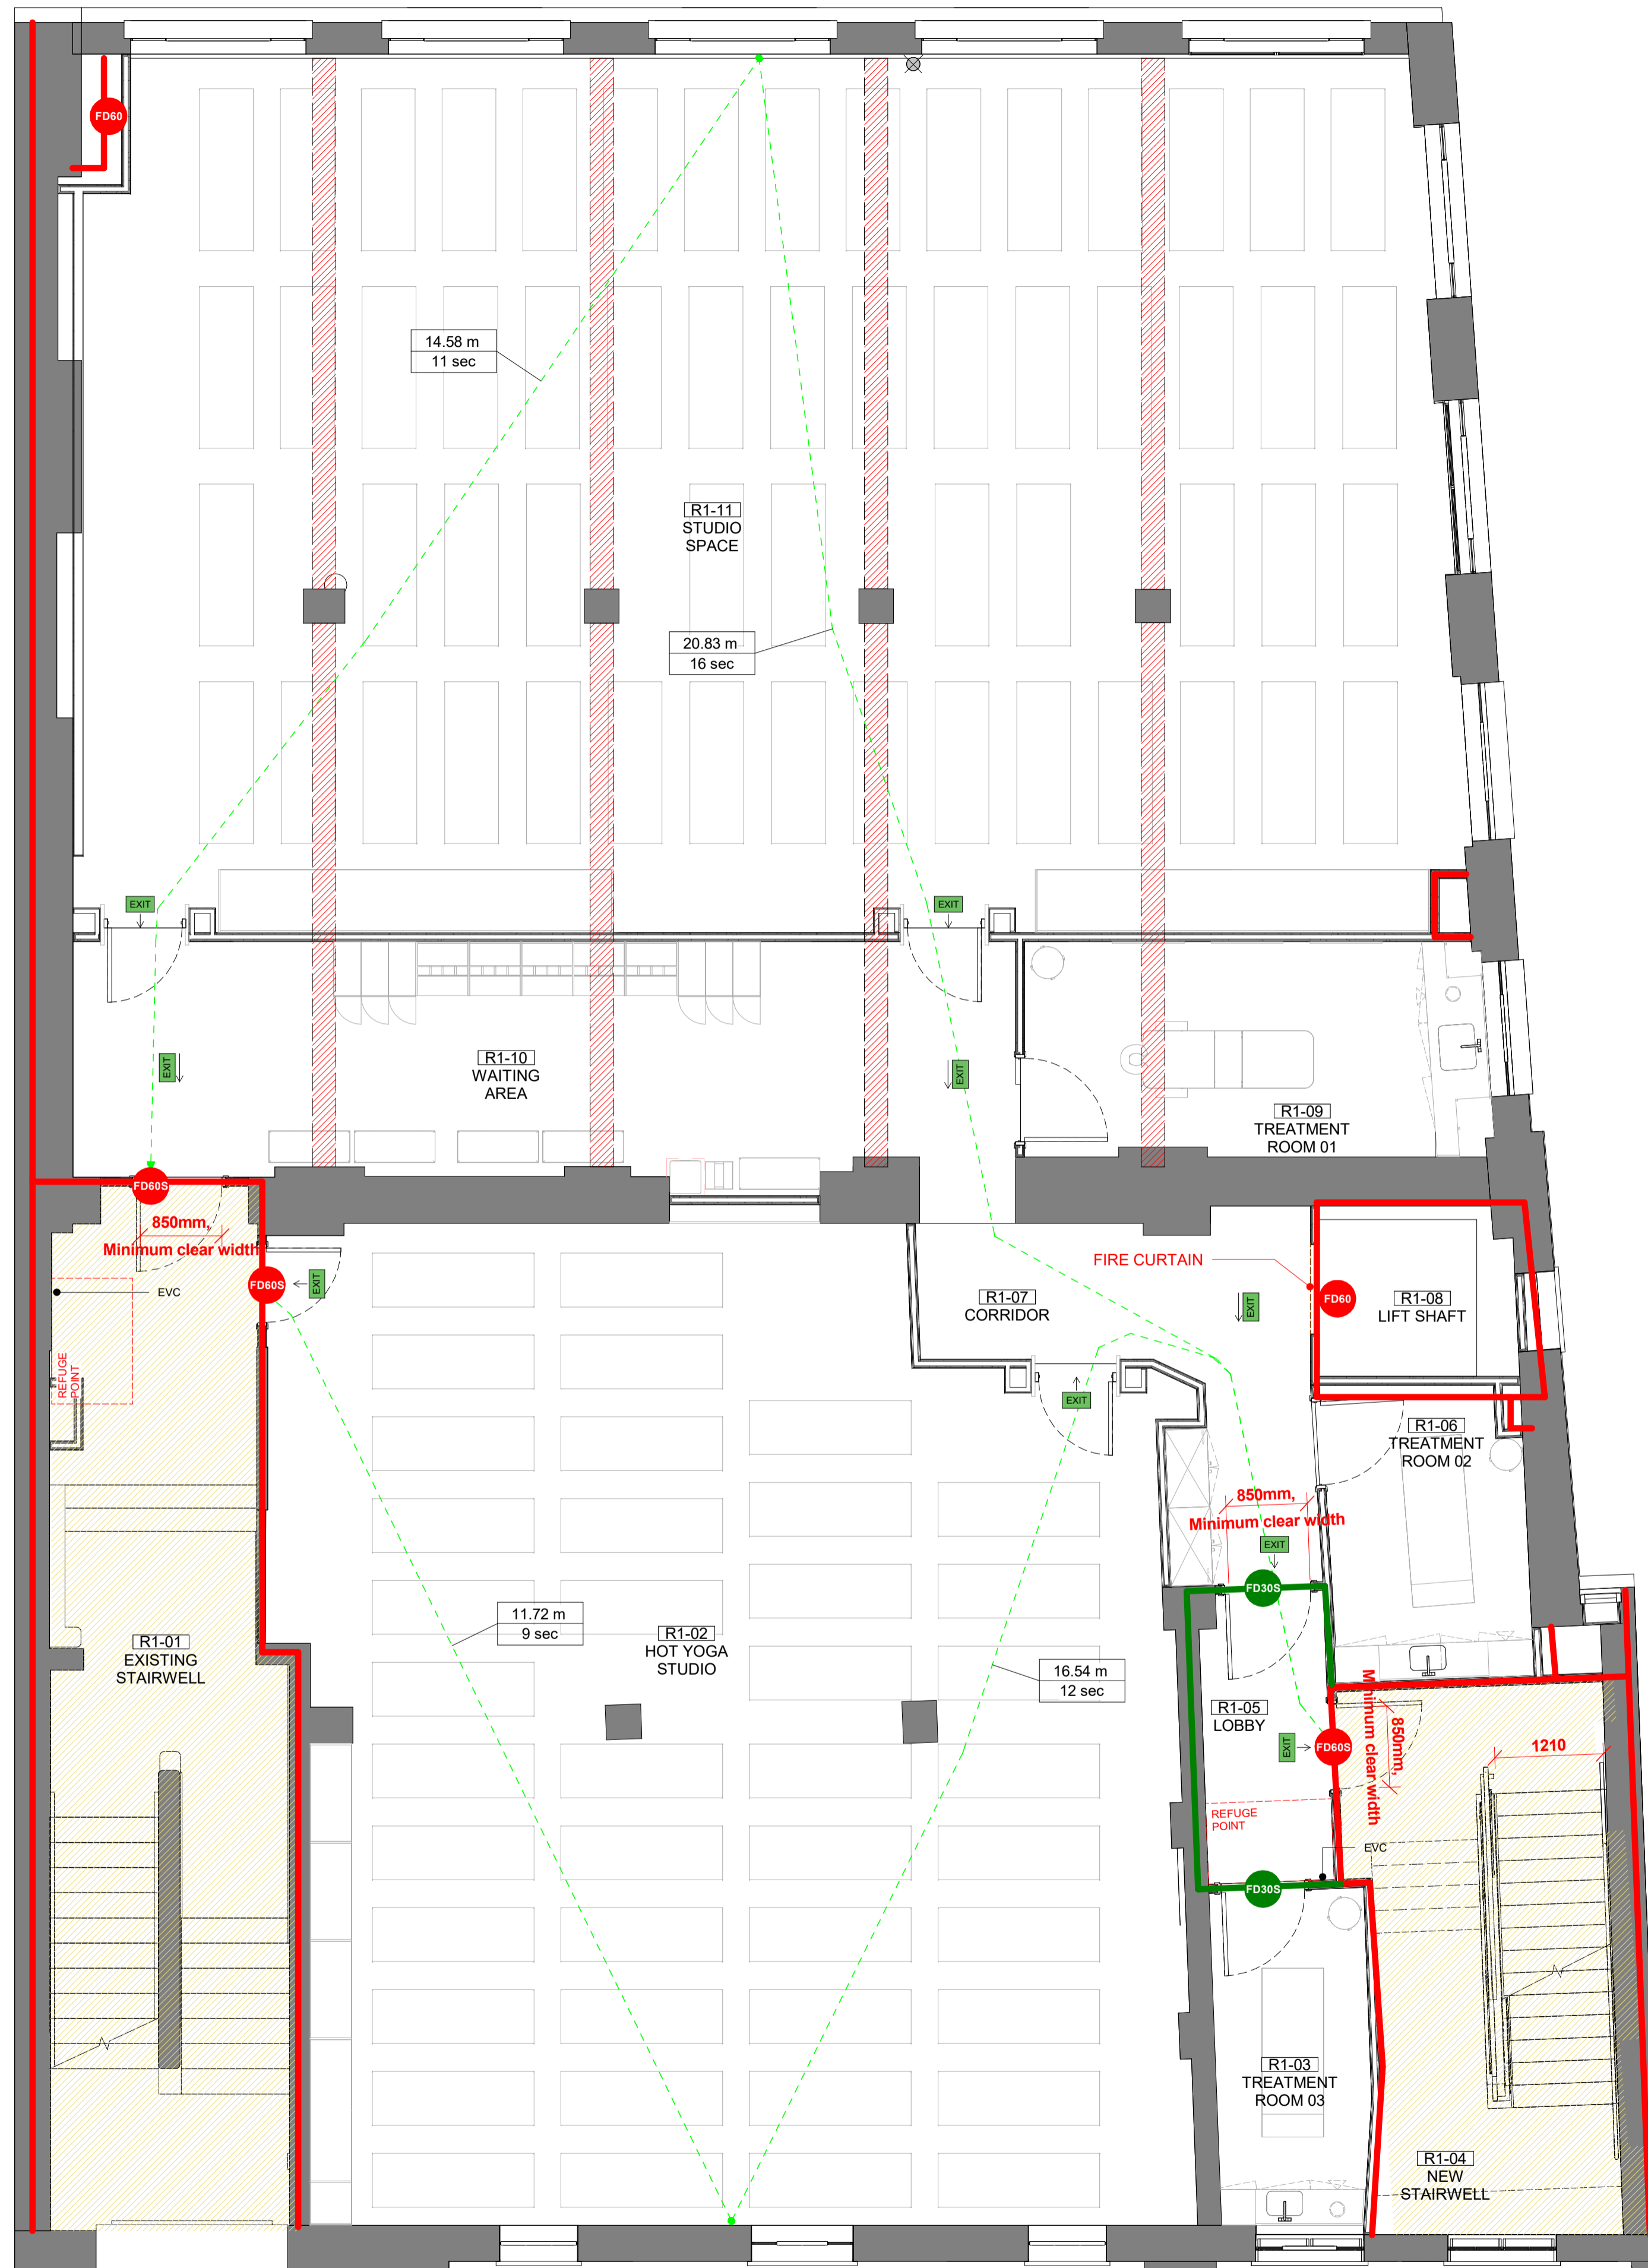 FD60
14.58 m
11 sec
R1-11
STUDIO
SPACE
20.83 m
16 sec
EXIT
EXIT
EXIT
R1-10
WAITING
AREA
EXIT
R1-09
TREATMENT
ROOM 01
FD60S
850mm,
Minimum clear width
FD60S
EXIT
EVC
REFUGE
POINT
FIRE CURTAIN
R1-07
CORRIDOR
EXIT
FD60
R1-08
LIFT SHAFT
EXIT
R1-06
TREATMENT
ROOM 02
850mm,
Minimum clear width
EXIT
FD30S
11.72 m
9 sec
R1-02
HOT YOGA
STUDIO
R1-01
EXISTING
STAIRWELL
16.54 m
12 sec
R1-05
LOBBY
EXIT
FD60S
850mm,
Minimum clear width
1210
REFUGE
POINT
EVC
FD30S
R1-03
TREATMENT
ROOM 03
R1-04
NEW
STAIRWELL